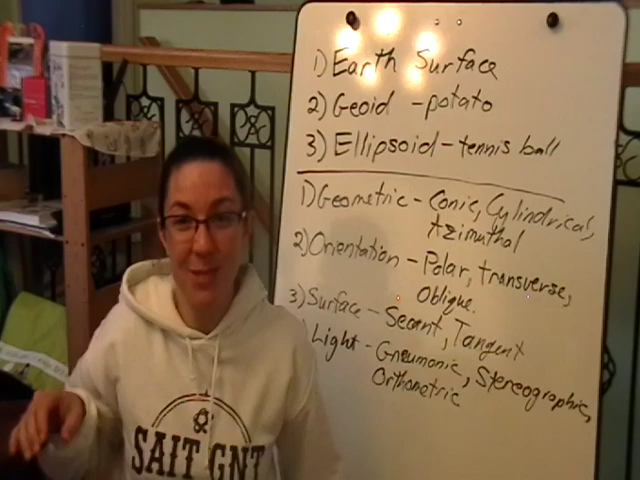 1) Earth Surface
2) Geoid - potato
3) Ellipsoid - tennis ball
1) Geometric - Conic, Cylindrical,
Azimuthal
2) Orientation - Polar, transverse,
Oblique.
3) Surface - Secant, Tangent
) Light - Gneumonic, Stereographic,
Orthometric
SAIT GNT